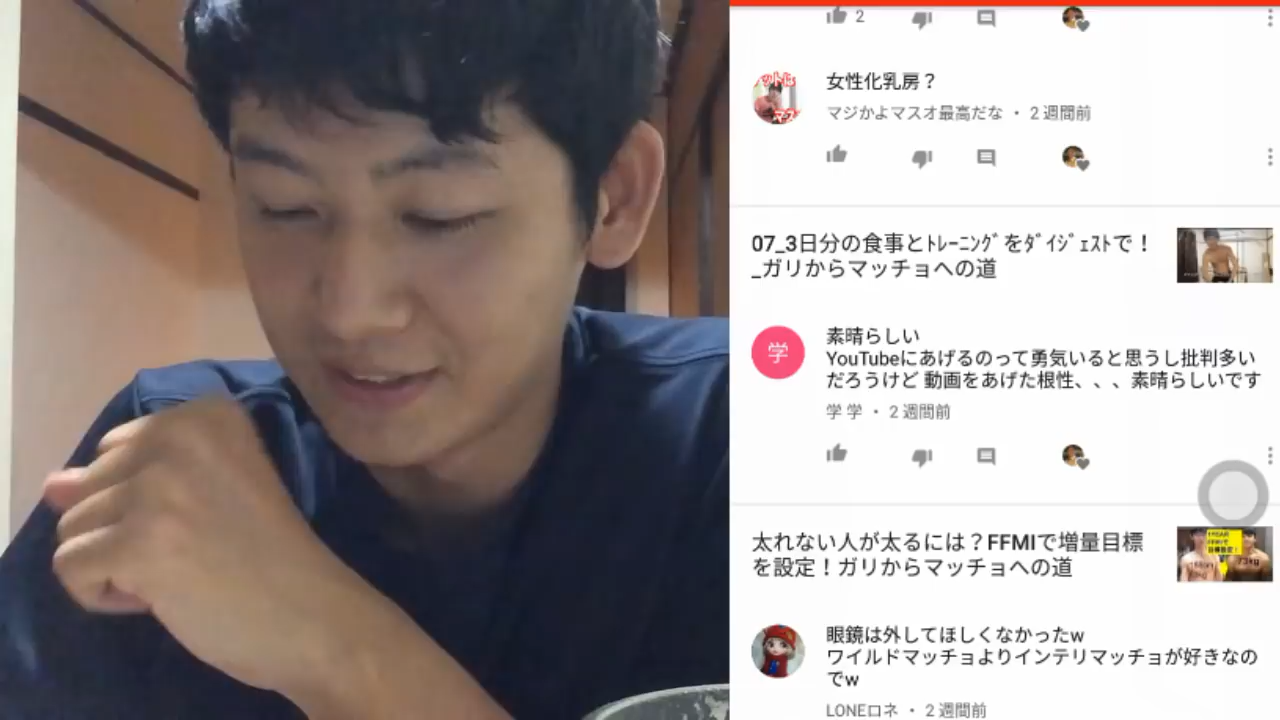 2
女性化乳房？
マジかよマスオ最高だな ・ 2 週間前
07_3日分の食事とﾄﾚｰﾆﾝｸﾞをﾀﾞｲｼﾞｪｽﾄで！
_ガリからマッチョへの道
学
素晴らしい
YouTubeにあげるのって勇気いると思うし批判多い
だろうけど 動画をあげた根性、、、素晴らしいです
学 学 ・ 2 週間前
太れない人が太るには？FFMIで増量目標
を設定！ガリからマッチョへの道
眼鏡は外してほしくなかったw
ワイルドマッチョよりインテリマッチョが好きなの
でw
LONEロネ ・ 2 週間前